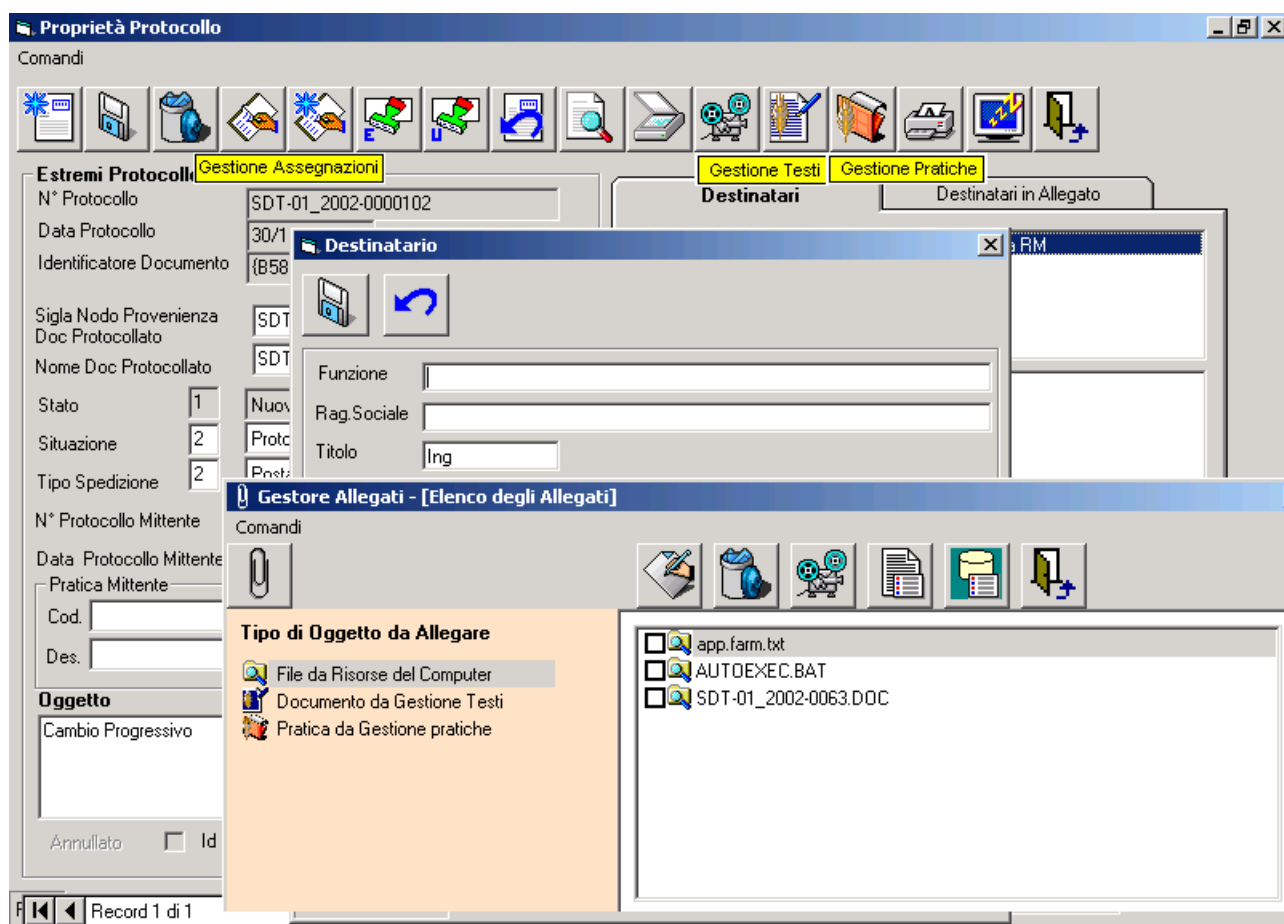 Proprietà Protocollo
Comandi
E
U
Gestione Assegnazioni
Gestione Testi
Gestione Pratiche
Estremi Protocoll
N° Protocollo
SDT-01_2002-0000102
Data Protocollo
30/1
Identificatore Documento
{B58
Sigla Nodo Provenienza
Doc Protocollato
SDT
Nome Doc Protocollato
SDT
Stato
1
Nuov
Situazione
2
Proto
Tipo Spedizione
2
Posta
N° Protocollo Mittente
Data Protocollo Mittente
Pratica Mittente
Cod.
Des.
Oggetto
Cambio Progressivo
Annullato
Id
Record 1 di 1
Destinatari
Destinatari in Allegato
RM
Destinatario
Funzione
Rag.Sociale
Titolo
Ing
Gestore Allegati - [Elenco degli Allegati]
Comandi
Tipo di Oggetto da Allegare
File da Risorse del Computer
Documento da Gestione Testi
Pratica da Gestione pratiche
app.farm.txt
AUTOEXEC.BAT
SDT-01_2002-0063.DOC